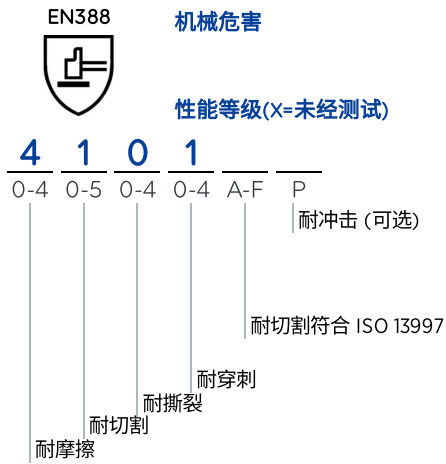 EN388
机械危害
性能等级(X=未经测试)
4 1 0 1
0-4 0-5 0-4 0-4 A-F P
耐冲击 (可选)
耐切割符合 ISO 13997
耐穿刺
耐撕裂
耐切割
耐摩擦